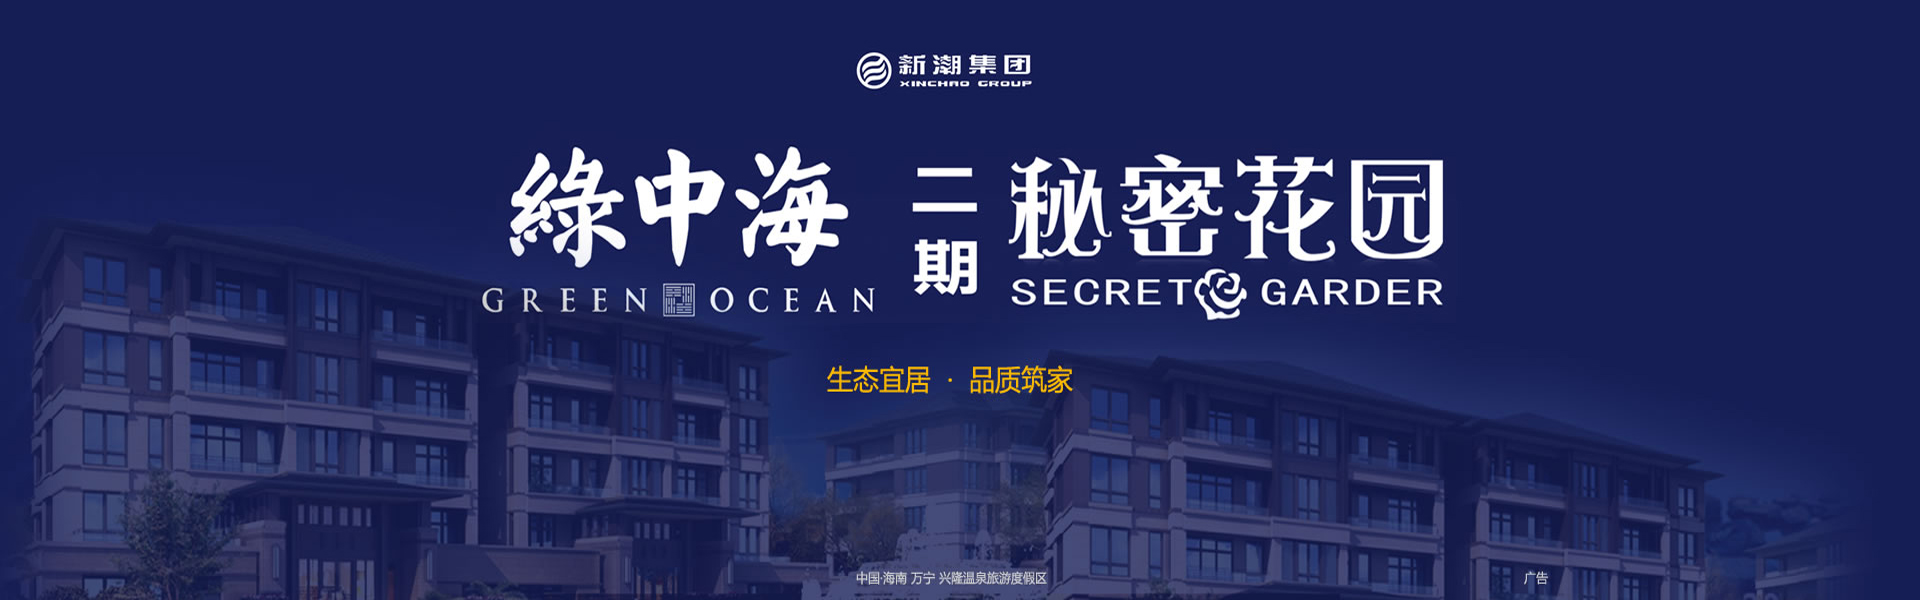 新潮集团
XINCHAO GROUP
綠中海
GREEN OCEAN
二期
秘密花园
SECRET GARDER
生态宜居 · 品质筑家
中国·海南 万宁 兴隆温泉旅游度假区
广告